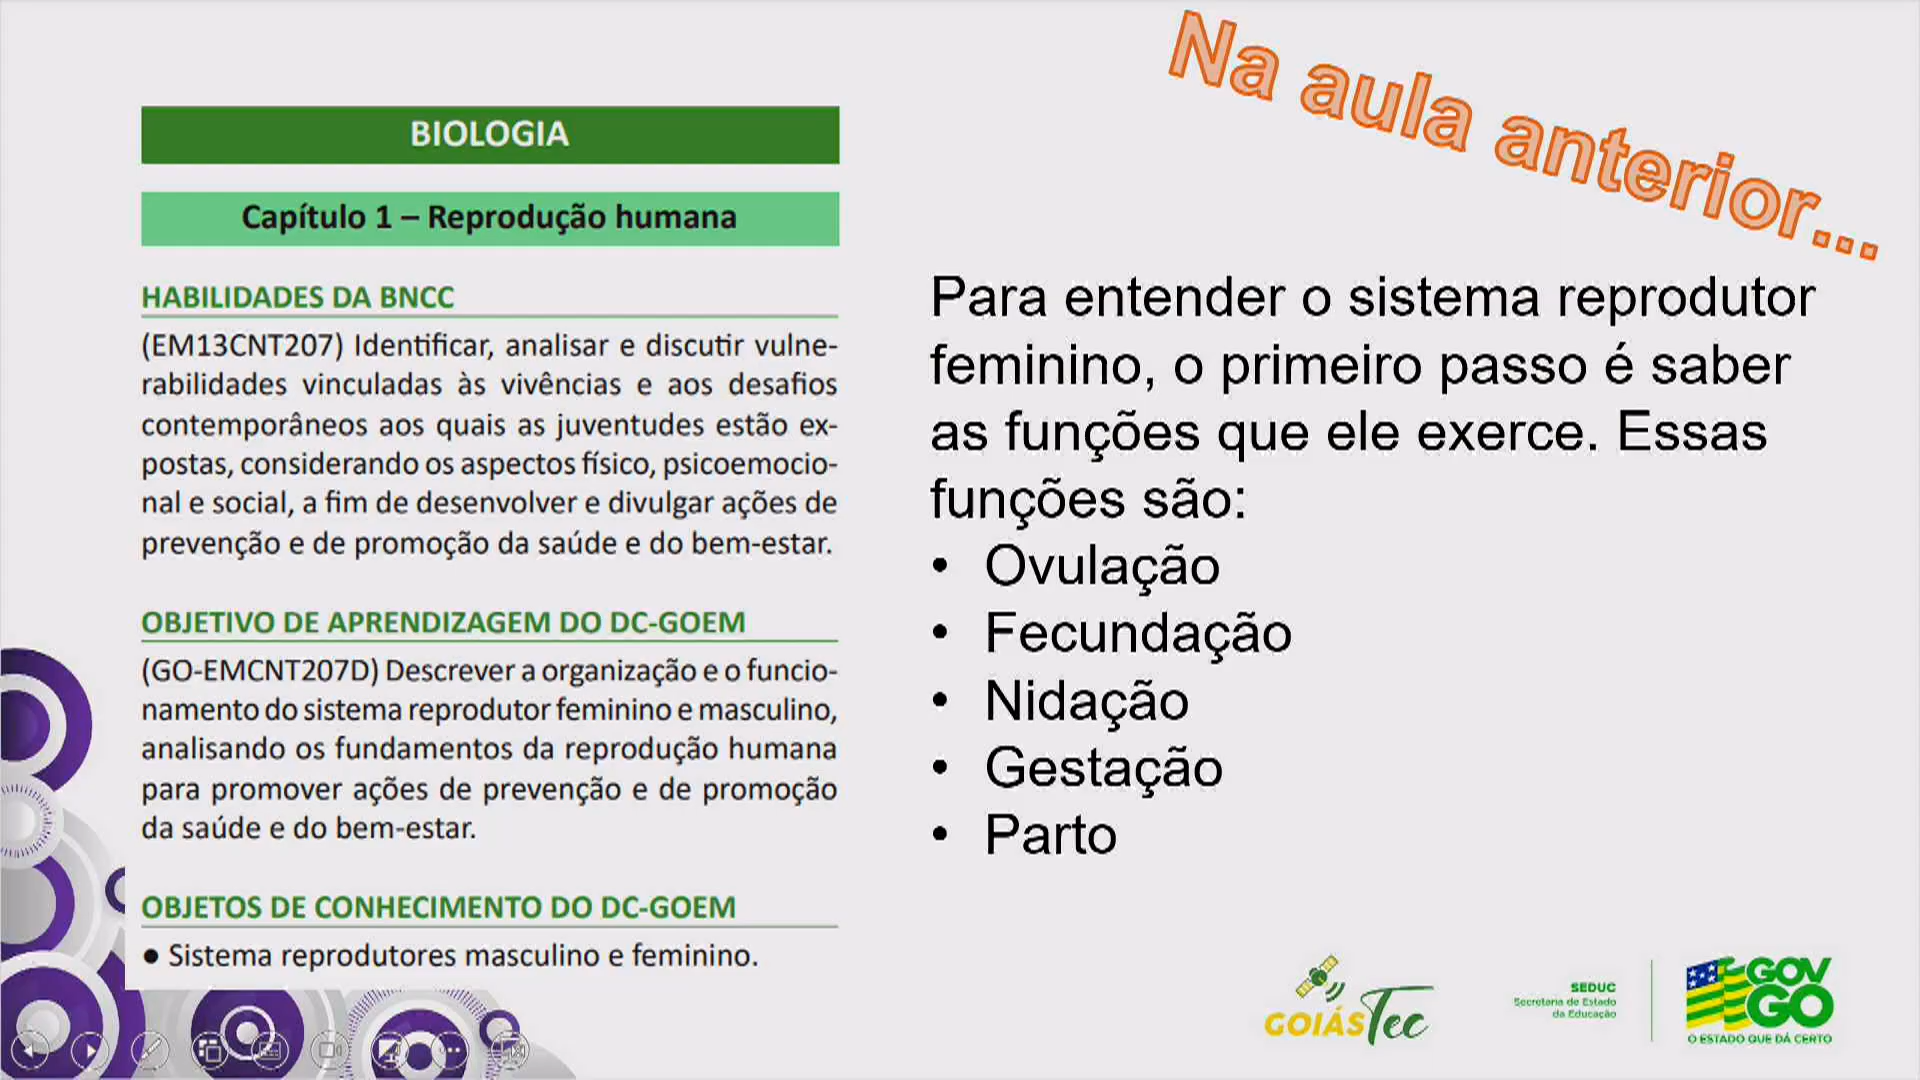 Na aula anterior...
BIOLOGIA
Capítulo 1 – Reprodução humana
HABILIDADES DA BNCC
(EM13CNT207) Identificar, analisar e discutir vulne-
rabilidades vinculadas às vivências e aos desafios
contemporâneos aos quais as juventudes estão ex-
postas, considerando os aspectos físico, psicoemocio-
nal e social, a fim de desenvolver e divulgar ações de
prevenção e de promoção da saúde e do bem-estar.
OBJETIVO DE APRENDIZAGEM DO DC-GOEM
(GO-EMCNT207D) Descrever a organização e o funcio-
namento do sistema reprodutor feminino e masculino,
analisando os fundamentos da reprodução humana
para promover ações de prevenção e de promoção
da saúde e do bem-estar.
OBJETOS DE CONHECIMENTO DO DC-GOEM
● Sistema reprodutores masculino e feminino.
Para entender o sistema reprodutor
feminino, o primeiro passo é saber
as funções que ele exerce. Essas
funções são:
• Ovulação
• Fecundação
• Nidação
• Gestação
• Parto
GOIÁSTec
SEDUC
Secretaria de Estado
da Educação
GOV
GO
O ESTADO QUE DÁ CERTO